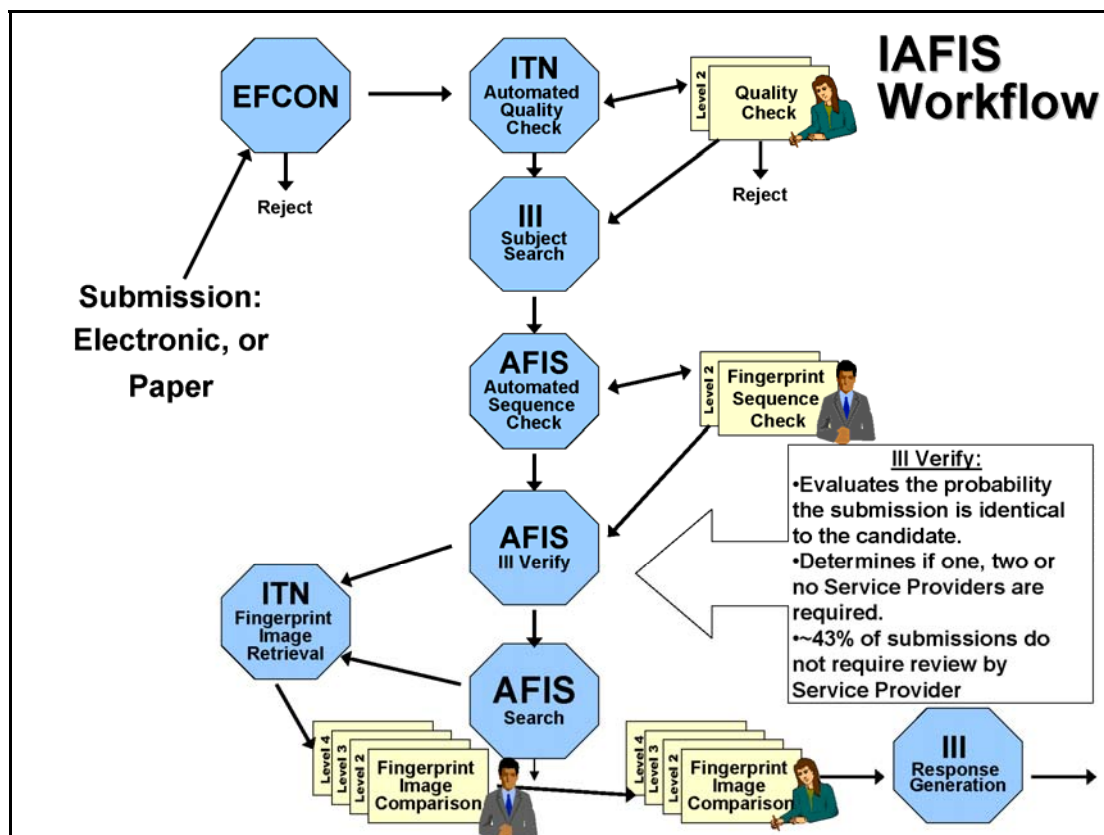 IAFIS
Workflow
EFCON
Reject
ITN
Automated
Quality
Check
Level 2
Quality
Check
Reject
III
Subject
Search
Submission:
Electronic, or
Paper
AFIS
Automated
Sequence
Check
Level 2
Fingerprint
Sequence
Check
III Verify:
•Evaluates the probability
the submission is identical
to the candidate.
•Determines if one, two or
no Service Providers are
required.
•~43% of submissions do
not require review by
Service Provider
AFIS
III Verify
ITN
Fingerprint
Image
Retrieval
AFIS
Search
Level 4
Level 3
Level 2
Fingerprint
Image
Comparison
Level 4
Level 3
Level 2
Fingerprint
Image
Comparison
III
Response
Generation